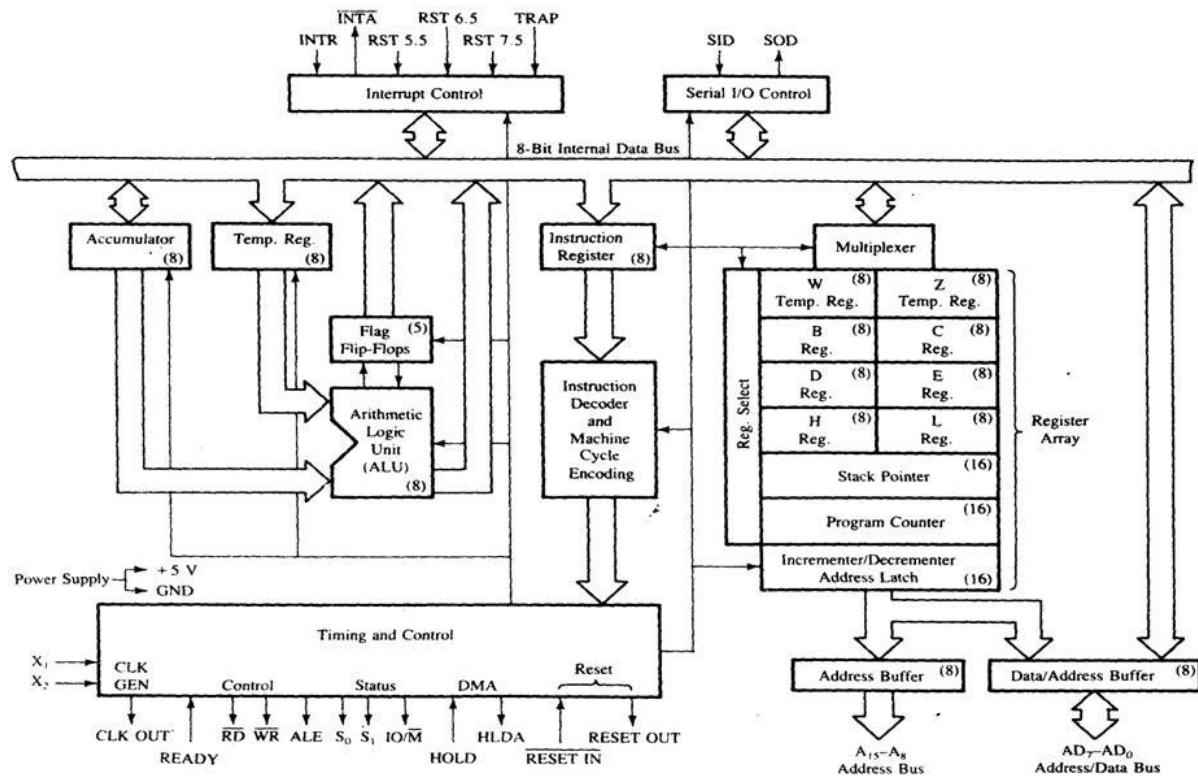 INTA
RST 6.5
TRAP
INTR
RST 5.5
RST 7.5
SID
SOD
Interrupt Control
Serial I/O Control
8-Bit Internal Data Bus
Accumulator
(8)
Temp. Reg.
(8)
Instruction
Register
(8)
Multiplexer
Flag
(5)
Flip-Flops
Arithmetic
Logic
Unit
(ALU)
(8)
Instruction
Decoder
and
Machine
Cycle
Encoding
Reg. Select
W
(8)
Temp. Reg.
Z
(8)
Temp. Reg.
B
(8)
Reg.
C
(8)
Reg.
D
(8)
Reg.
E
(8)
Reg.
H
(8)
Reg.
L
(8)
Reg.
(16)
Stack Pointer
(16)
Program Counter
Incrementer/Decrementer
Address Latch
(16)
Register
Array
Power Supply
+5 V
GND
Timing and Control
X₁
X₂
CLK
GEN
Control
Status
DMA
Reset
CLK OUT
READY
RD
WR
ALE
S₀
S₁
IO/M
HOLD
HLDA
RESET IN
RESET OUT
Address Buffer
(8)
Data/Address Buffer
(8)
A₁₅–A₈
Address Bus
AD₇–AD₀
Address/Data Bus